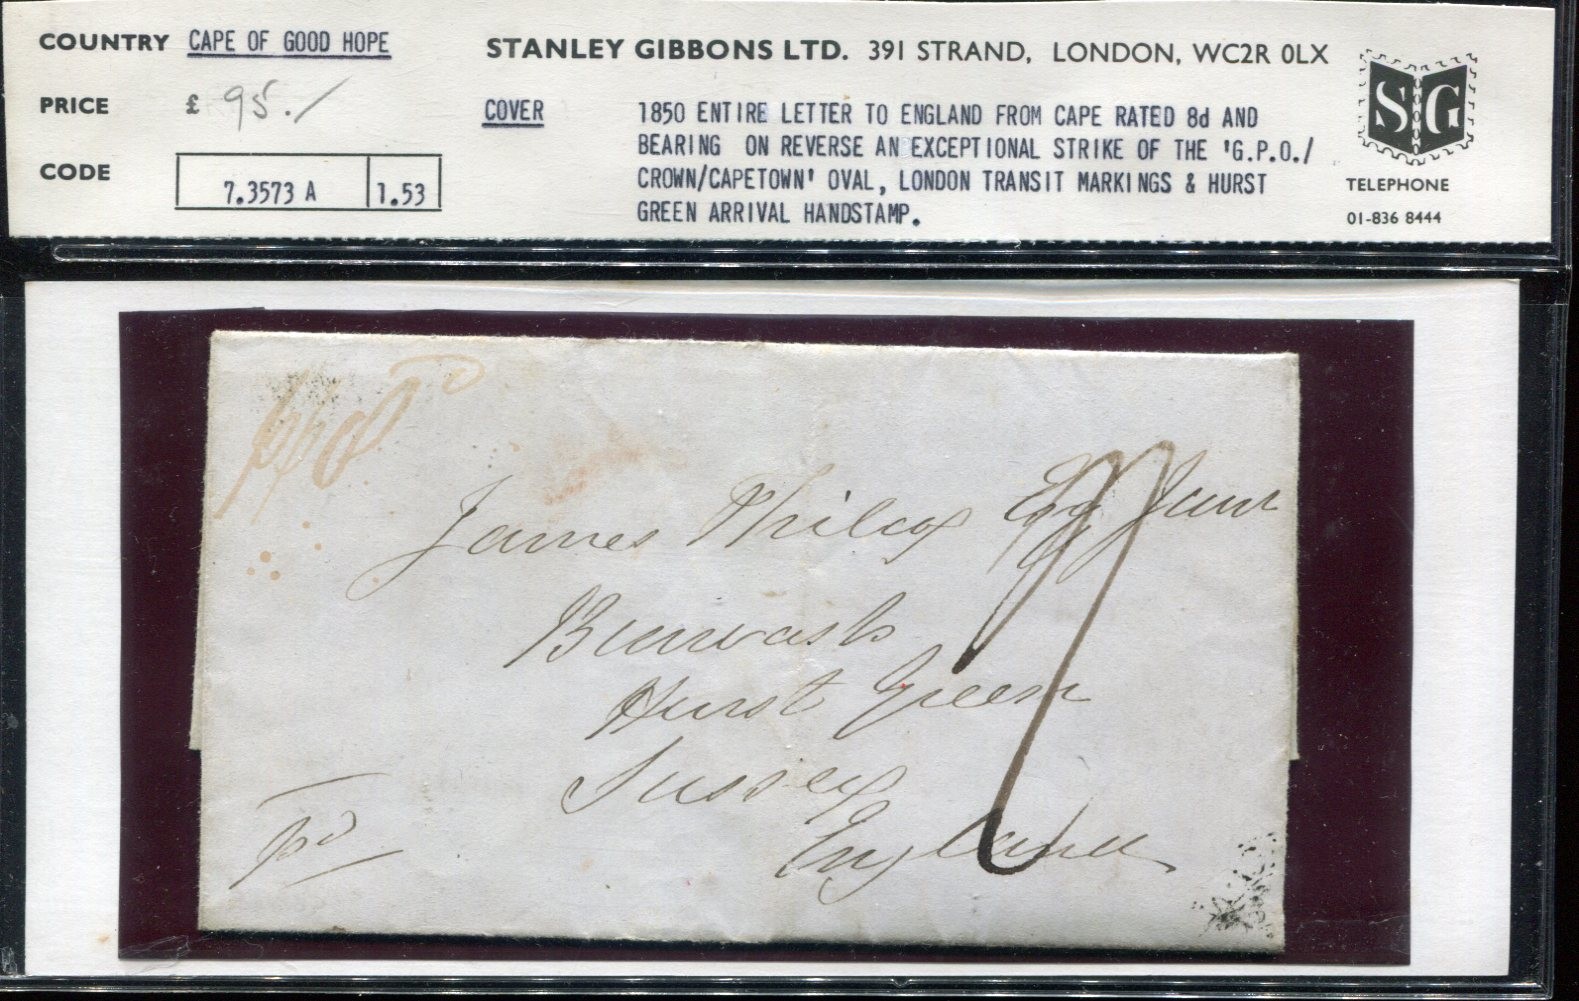 COUNTRY CAPE OF GOOD HOPE
PRICE £ 95./
CODE 7.3573 A 1.53
STANLEY GIBBONS LTD. 391 STRAND, LONDON, WC2R 0LX
COVER
1850 ENTIRE LETTER TO ENGLAND FROM CAPE RATED 8d AND
BEARING ON REVERSE AN EXCEPTIONAL STRIKE OF THE 'G.P.O./
CROWN/CAPETOWN' OVAL, LONDON TRANSIT MARKINGS & HURST
GREEN ARRIVAL HANDSTAMP.
SG
TELEPHONE
01-836 8444
James Philcox Esq Junr
Burwash
Hurst Green
Sussex
England
pd